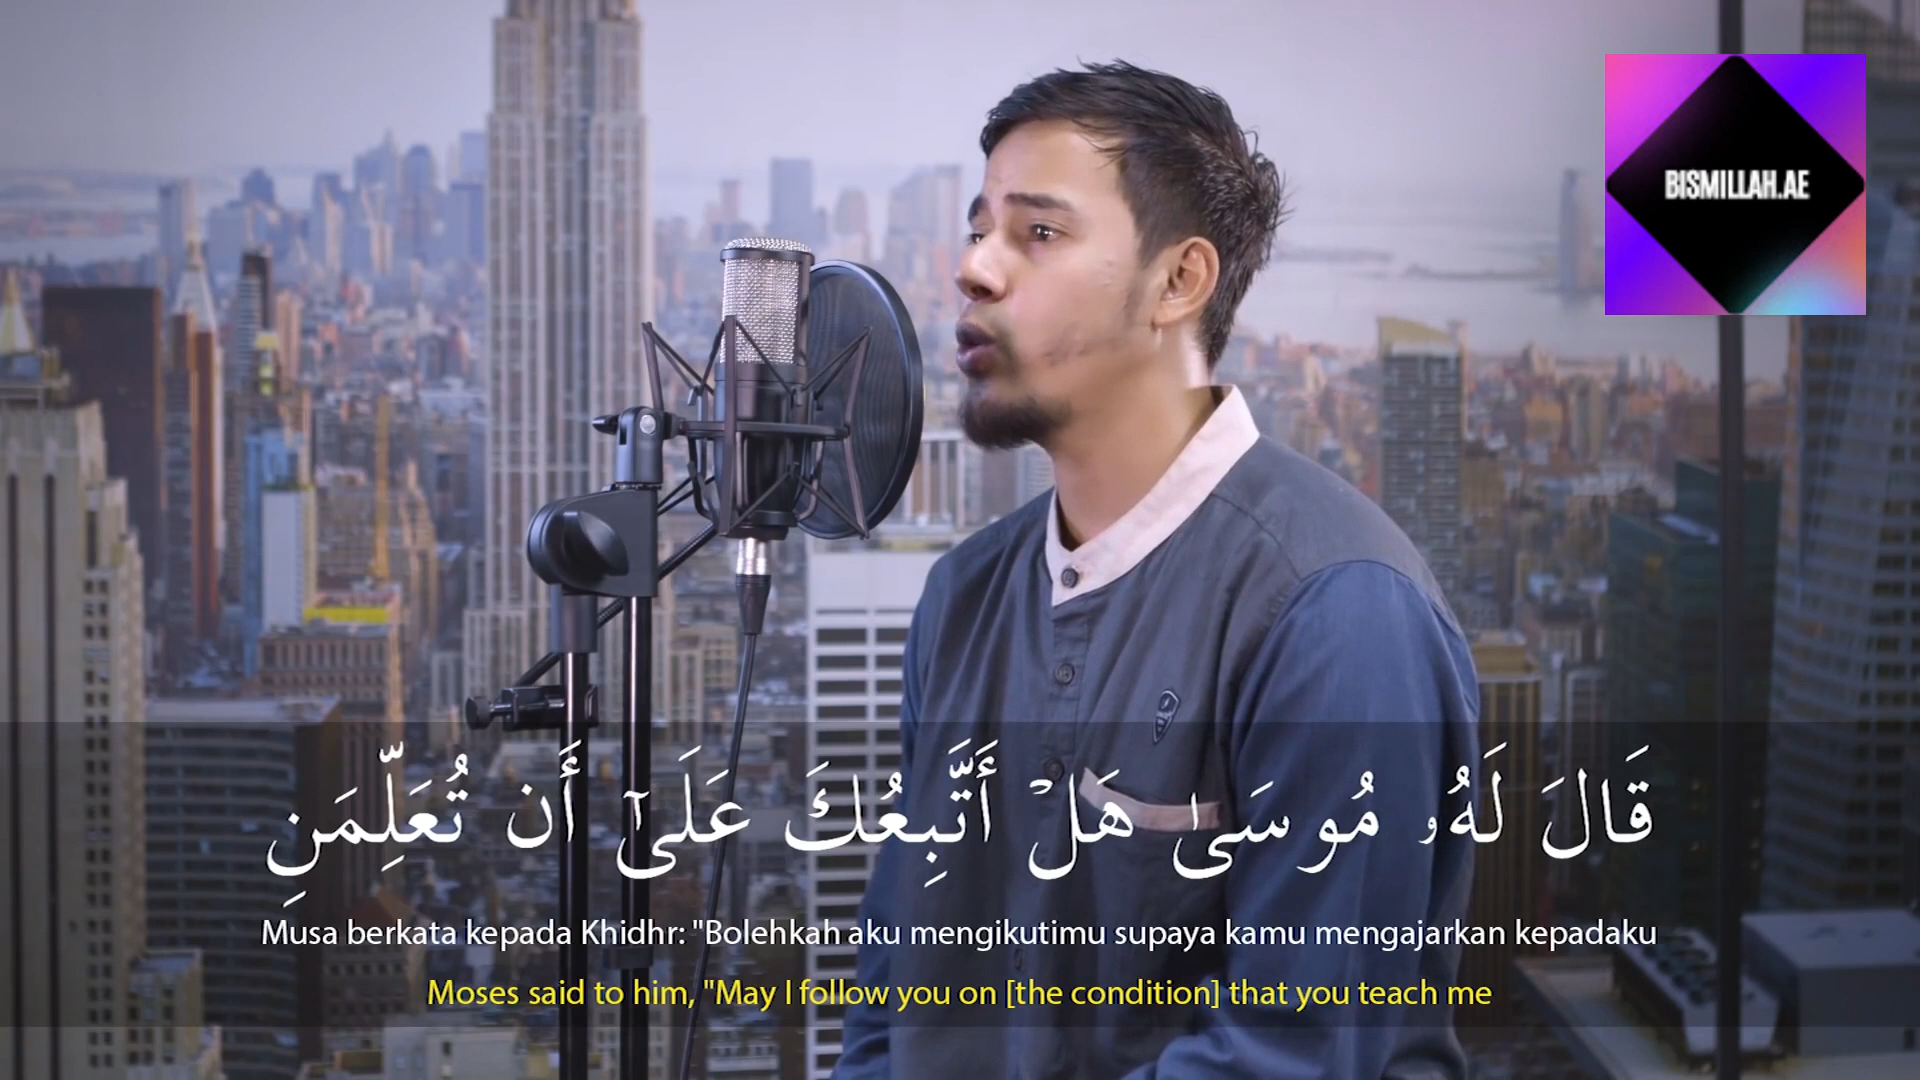 BISMILLAH.AE
قَالَ لَهُۥ مُوسَىٰ هَلْ أَتَّبِعُكَ عَلَىٰٓ أَن تُعَلِّمَنِ
Musa berkata kepada Khidhr: "Bolehkah aku mengikutimu supaya kamu mengajarkan kepadaku
Moses said to him, "May I follow you on [the condition] that you teach me